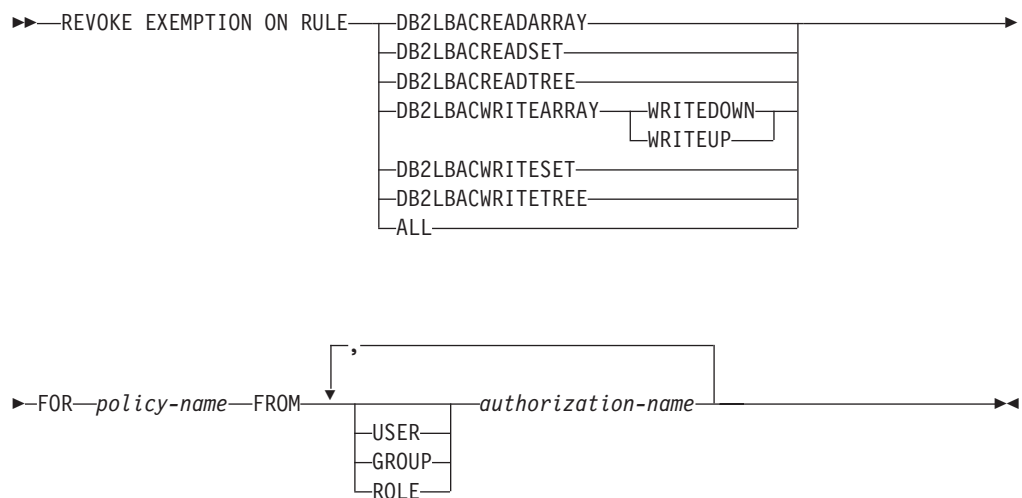 REVOKE EXEMPTION ON RULE DB2LBACREADARRAY
DB2LBACREADSET
DB2LBACREADTREE
DB2LBACWRITEARRAY WRITEDOWN
WRITEUP
DB2LBACWRITESET
DB2LBACWRITETREE
ALL
,
FOR policy-name FROM authorization-name
USER
GROUP
ROLE